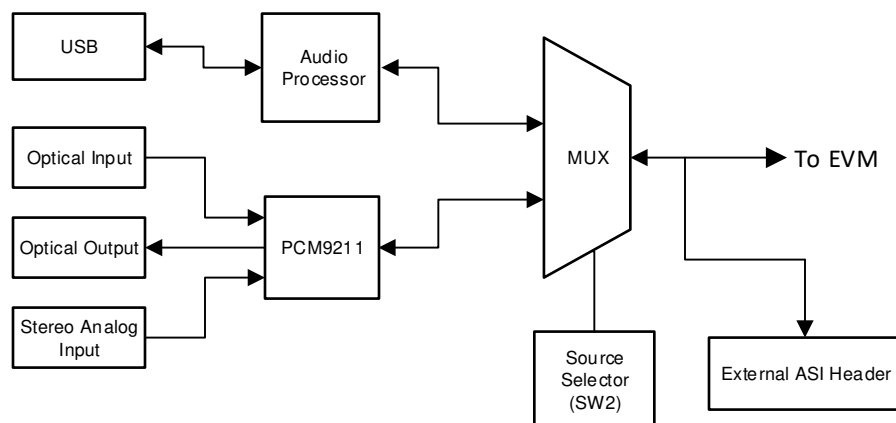 USB
Audio
Processor
Optical Input
Optical Output
Stereo Analog
Input
PCM9211
MUX
To EVM
Source
Selector
(SW2)
External ASI Header